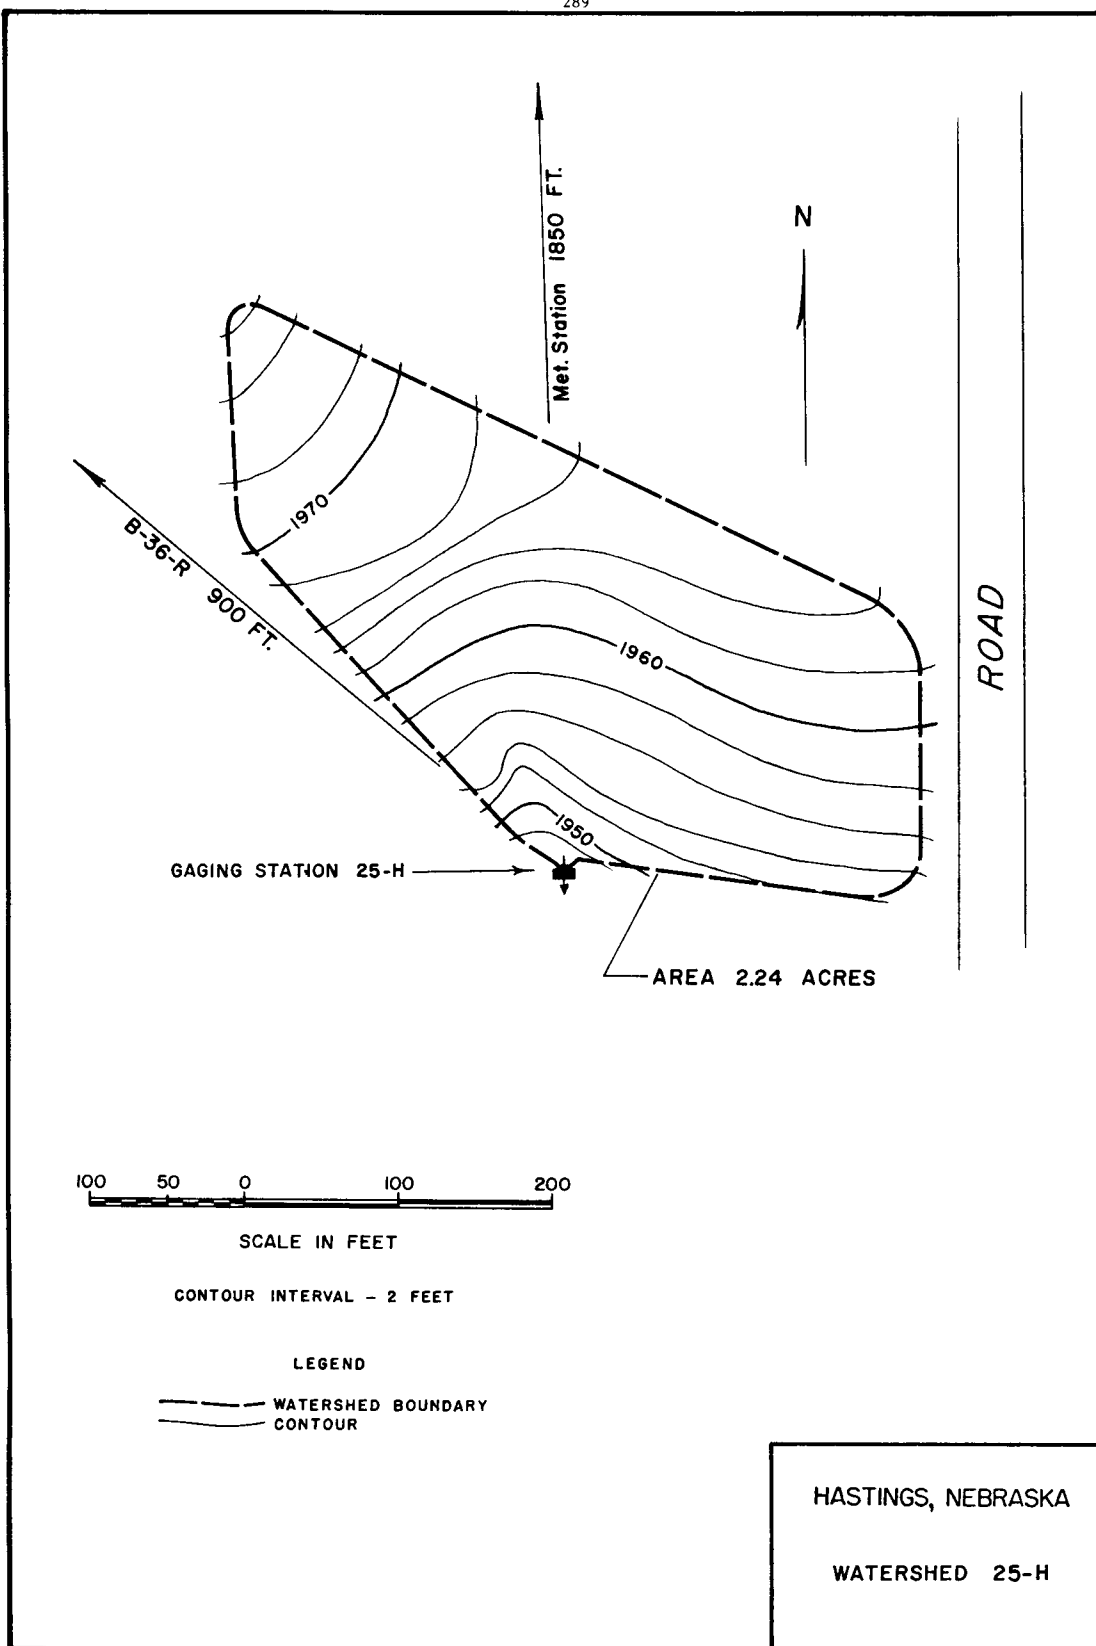 289
N
Met. Station 1850 FT.
1970
B-36-R 900 FT.
1960
ROAD
1950
GAGING STATION 25-H
AREA 2.24 ACRES
100 50 0 100 200
SCALE IN FEET
CONTOUR INTERVAL - 2 FEET
LEGEND
WATERSHED BOUNDARY
CONTOUR
HASTINGS, NEBRASKA
WATERSHED 25-H